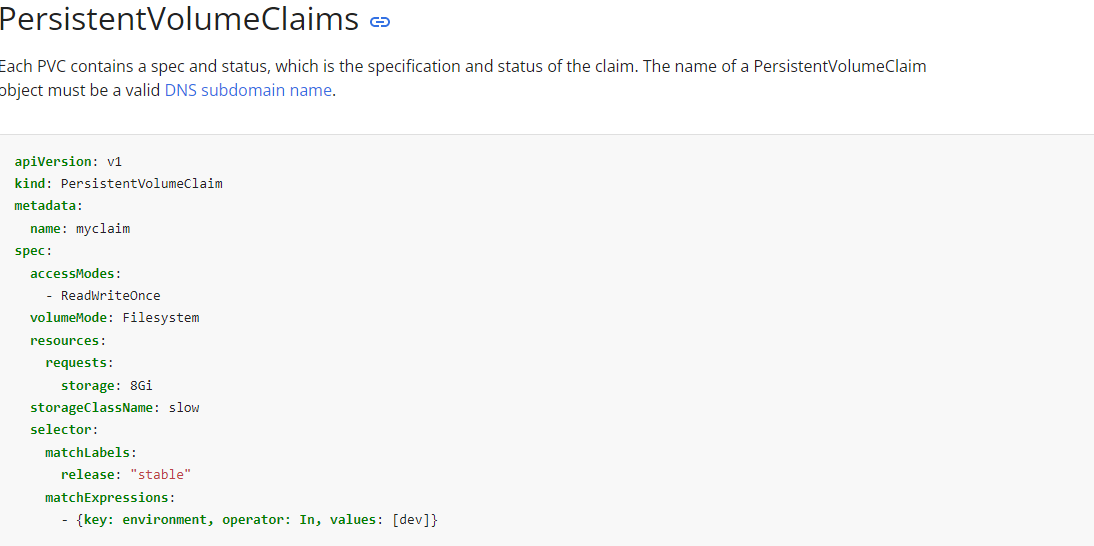 PersistentVolumeClaims
Each PVC contains a spec and status, which is the specification and status of the claim. The name of a PersistentVolumeClaim
object must be a valid DNS subdomain name.
apiVersion: v1
kind: PersistentVolumeClaim
metadata:
  name: myclaim
spec:
  accessModes:
    - ReadWriteOnce
  volumeMode: Filesystem
  resources:
    requests:
      storage: 8Gi
  storageClassName: slow
  selector:
    matchLabels:
      release: "stable"
    matchExpressions:
      - {key: environment, operator: In, values: [dev]}